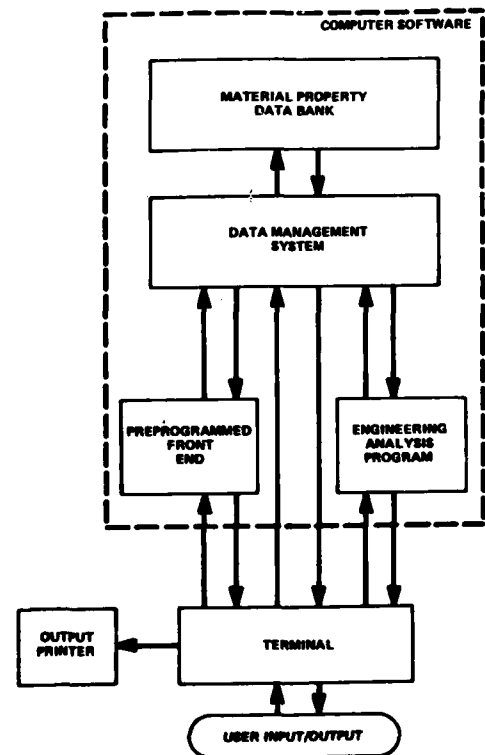 COMPUTER SOFTWARE
MATERIAL PROPERTY
DATA BANK
DATA MANAGEMENT
SYSTEM
PREPROGRAMMED
FRONT
END
ENGINEERING
ANALYSIS
PROGRAM
OUTPUT
PRINTER
TERMINAL
USER INPUT/OUTPUT